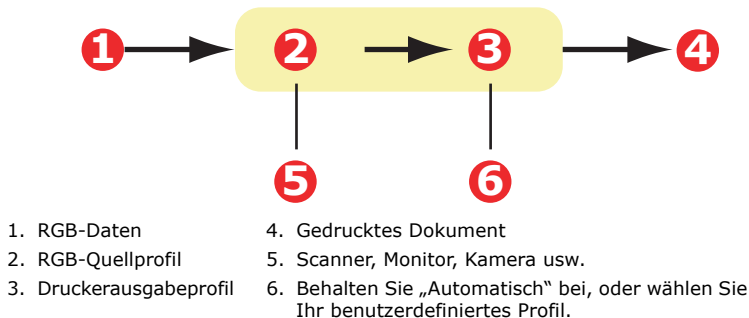 1 2 3 4
5 6
1. RGB-Daten
2. RGB-Quellprofil
3. Druckerausgabeprofil
4. Gedrucktes Dokument
5. Scanner, Monitor, Kamera usw.
6. Behalten Sie „Automatisch“ bei, oder wählen Sie
Ihr benutzerdefiniertes Profil.